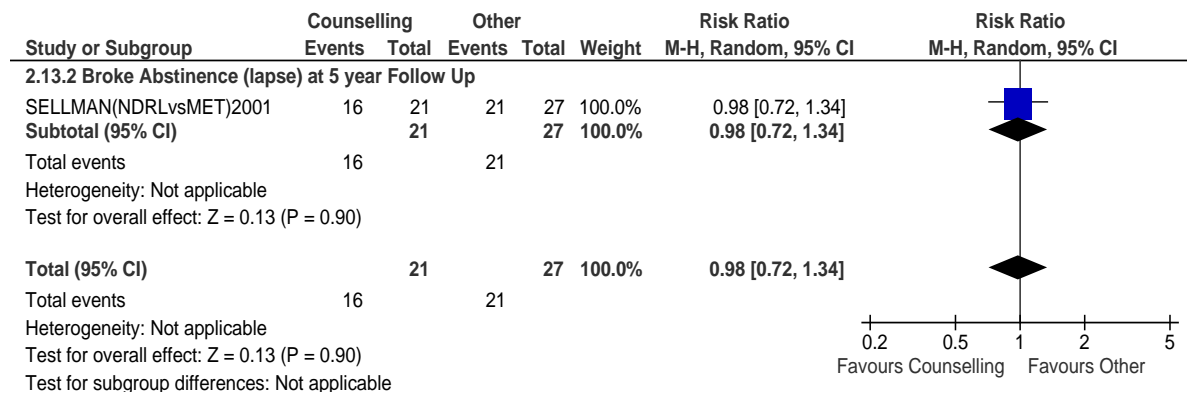 Counselling Other Risk Ratio Risk Ratio
Study or Subgroup Events Total Events Total Weight M-H, Random, 95% CI M-H, Random, 95% CI
2.13.2 Broke Abstinence (lapse) at 5 year Follow Up
SELLMAN(NDRLvsMET)2001 16 21 21 27 100.0% 0.98 [0.72, 1.34]
Subtotal (95% CI) 21 27 100.0% 0.98 [0.72, 1.34]
Total events 16 21
Heterogeneity: Not applicable
Test for overall effect: Z = 0.13 (P = 0.90)
Total (95% CI) 21 27 100.0% 0.98 [0.72, 1.34]
Total events 16 21
Heterogeneity: Not applicable
Test for overall effect: Z = 0.13 (P = 0.90)
Test for subgroup differences: Not applicable
0.2 0.5 1 2 5
Favours Counselling Favours Other